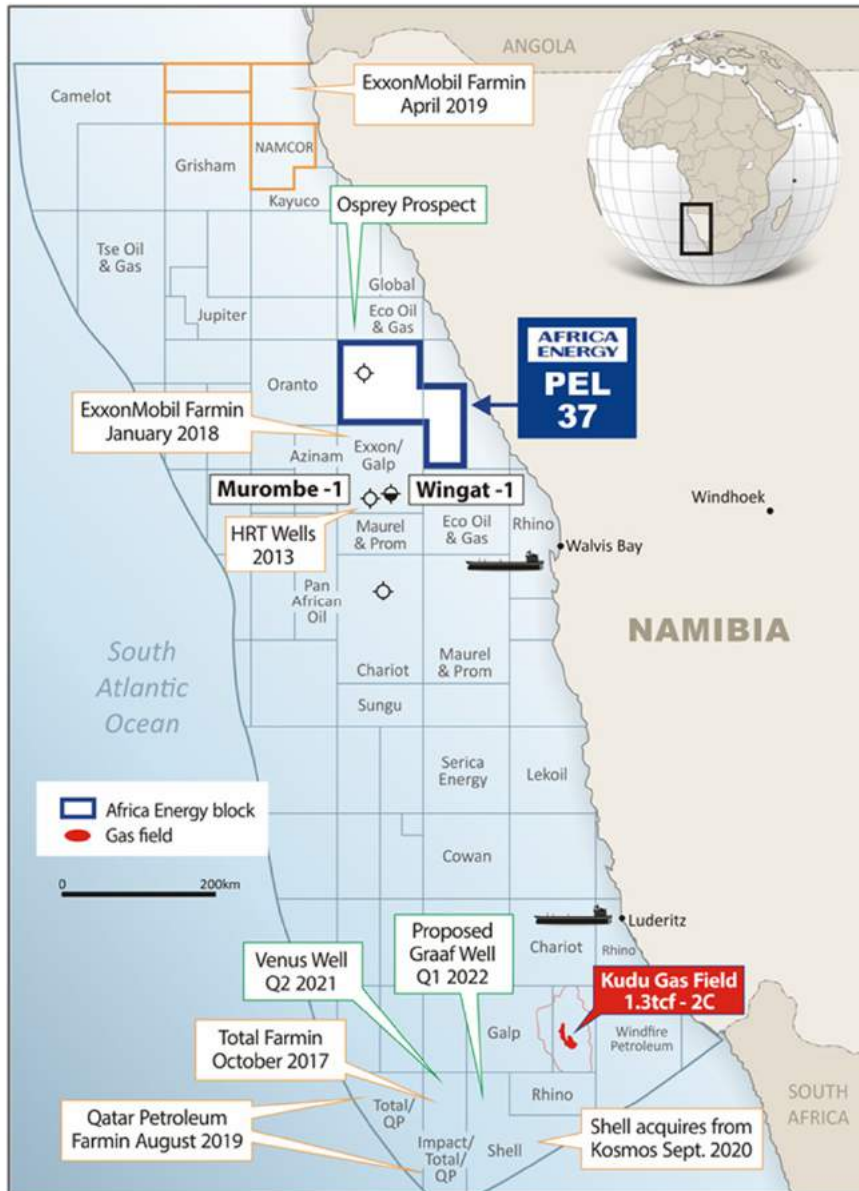 ANGOLA
Camelot
ExxonMobil Farmin
April 2019
NAMCOR
Grisham
Kayuco
Osprey Prospect
Tse Oil
& Gas
Global
Jupiter
Eco Oil
& Gas
AFRICA
ENERGY
PEL
37
Oranto
ExxonMobil Farmin
January 2018
Azinam
Exxon/
Galp
Murombe -1
Wingat -1
Windhoek
HRT Wells
2013
Maurel
& Prom
Eco Oil
& Gas
Rhino
Walvis Bay
Pan
African
Oil
NAMIBIA
South
Atlantic
Ocean
Chariot
Maurel
& Prom
Sungu
Serica
Energy
Lekoil
Africa Energy block
Gas field
Cowan
0
200km
Luderitz
Proposed
Graaf Well
Q1 2022
Chariot
Rhino
Venus Well
Q2 2021
Kudu Gas Field
1.3tcf - 2C
Galp
Windfire
Petroleum
Total Farmin
October 2017
Rhino
SOUTH
AFRICA
Qatar Petroleum
Farmin August 2019
Total/
QP
Impact/
Total/
QP
Shell
Shell acquires from
Kosmos Sept. 2020